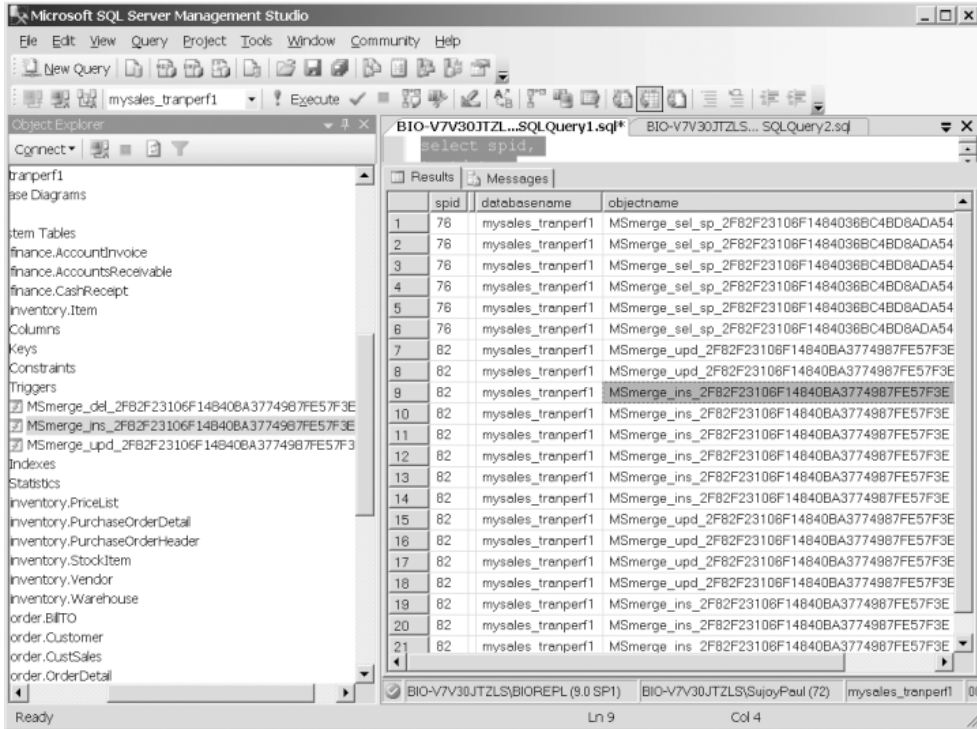 Microsoft SQL Server Management Studio
File Edit View Query Project Tools Window Community Help
New Query
mysales_tranperf1 Execute
Object Explorer
Connect
tranperf1
ase Diagrams
stem Tables
finance.AccountInvoice
finance.AccountsReceivable
finance.CashReceipt
inventory.Item
Columns
Keys
Constraints
Triggers
MSmerge_del_2F82F23106F14840BA3774987FE57F3E
MSmerge_ins_2F82F23106F14840BA3774987FE57F3E
MSmerge_upd_2F82F23106F14840BA3774987FE57F3
Indexes
Statistics
inventory.PriceList
inventory.PurchaseOrderDetail
inventory.PurchaseOrderHeader
inventory.StockItem
inventory.Vendor
inventory.Warehouse
order.BillTO
order.Customer
order.CustSales
order.OrderDetail
BIO-V7V30JTZL...SQLQuery1.sql* BIO-V7V30JTZLS... SQLQuery2.sql
select spid,
Results Messages
spid databasename objectname
1 76 mysales_tranperf1 MSmerge_sel_sp_2F82F23106F1484036BC4BD8ADA54
2 76 mysales_tranperf1 MSmerge_sel_sp_2F82F23106F1484036BC4BD8ADA54
3 76 mysales_tranperf1 MSmerge_sel_sp_2F82F23106F1484036BC4BD8ADA54
4 76 mysales_tranperf1 MSmerge_sel_sp_2F82F23106F1484036BC4BD8ADA54
5 76 mysales_tranperf1 MSmerge_sel_sp_2F82F23106F1484036BC4BD8ADA54
6 76 mysales_tranperf1 MSmerge_sel_sp_2F82F23106F1484036BC4BD8ADA54
7 82 mysales_tranperf1 MSmerge_upd_2F82F23106F14840BA3774987FE57F3E
8 82 mysales_tranperf1 MSmerge_upd_2F82F23106F14840BA3774987FE57F3E
9 82 mysales_tranperf1 MSmerge_ins_2F82F23106F14840BA3774987FE57F3E
10 82 mysales_tranperf1 MSmerge_ins_2F82F23106F14840BA3774987FE57F3E
11 82 mysales_tranperf1 MSmerge_ins_2F82F23106F14840BA3774987FE57F3E
12 82 mysales_tranperf1 MSmerge_ins_2F82F23106F14840BA3774987FE57F3E
13 82 mysales_tranperf1 MSmerge_ins_2F82F23106F14840BA3774987FE57F3E
14 82 mysales_tranperf1 MSmerge_ins_2F82F23106F14840BA3774987FE57F3E
15 82 mysales_tranperf1 MSmerge_upd_2F82F23106F14840BA3774987FE57F3E
16 82 mysales_tranperf1 MSmerge_upd_2F82F23106F14840BA3774987FE57F3E
17 82 mysales_tranperf1 MSmerge_upd_2F82F23106F14840BA3774987FE57F3E
18 82 mysales_tranperf1 MSmerge_upd_2F82F23106F14840BA3774987FE57F3E
19 82 mysales_tranperf1 MSmerge_ins_2F82F23106F14840BA3774987FE57F3E
20 82 mysales_tranperf1 MSmerge_ins_2F82F23106F14840BA3774987FE57F3E
21 82 mysales_tranperf1 MSmerge_ins_2F82F23106F14840BA3774987FE57F3E
BIO-V7V30JTZLS\BIOREPL (9.0 SP1) BIO-V7V30JTZLS\SujoyPaul (72) mysales_tranperf1
Ready Ln 9 Col 4